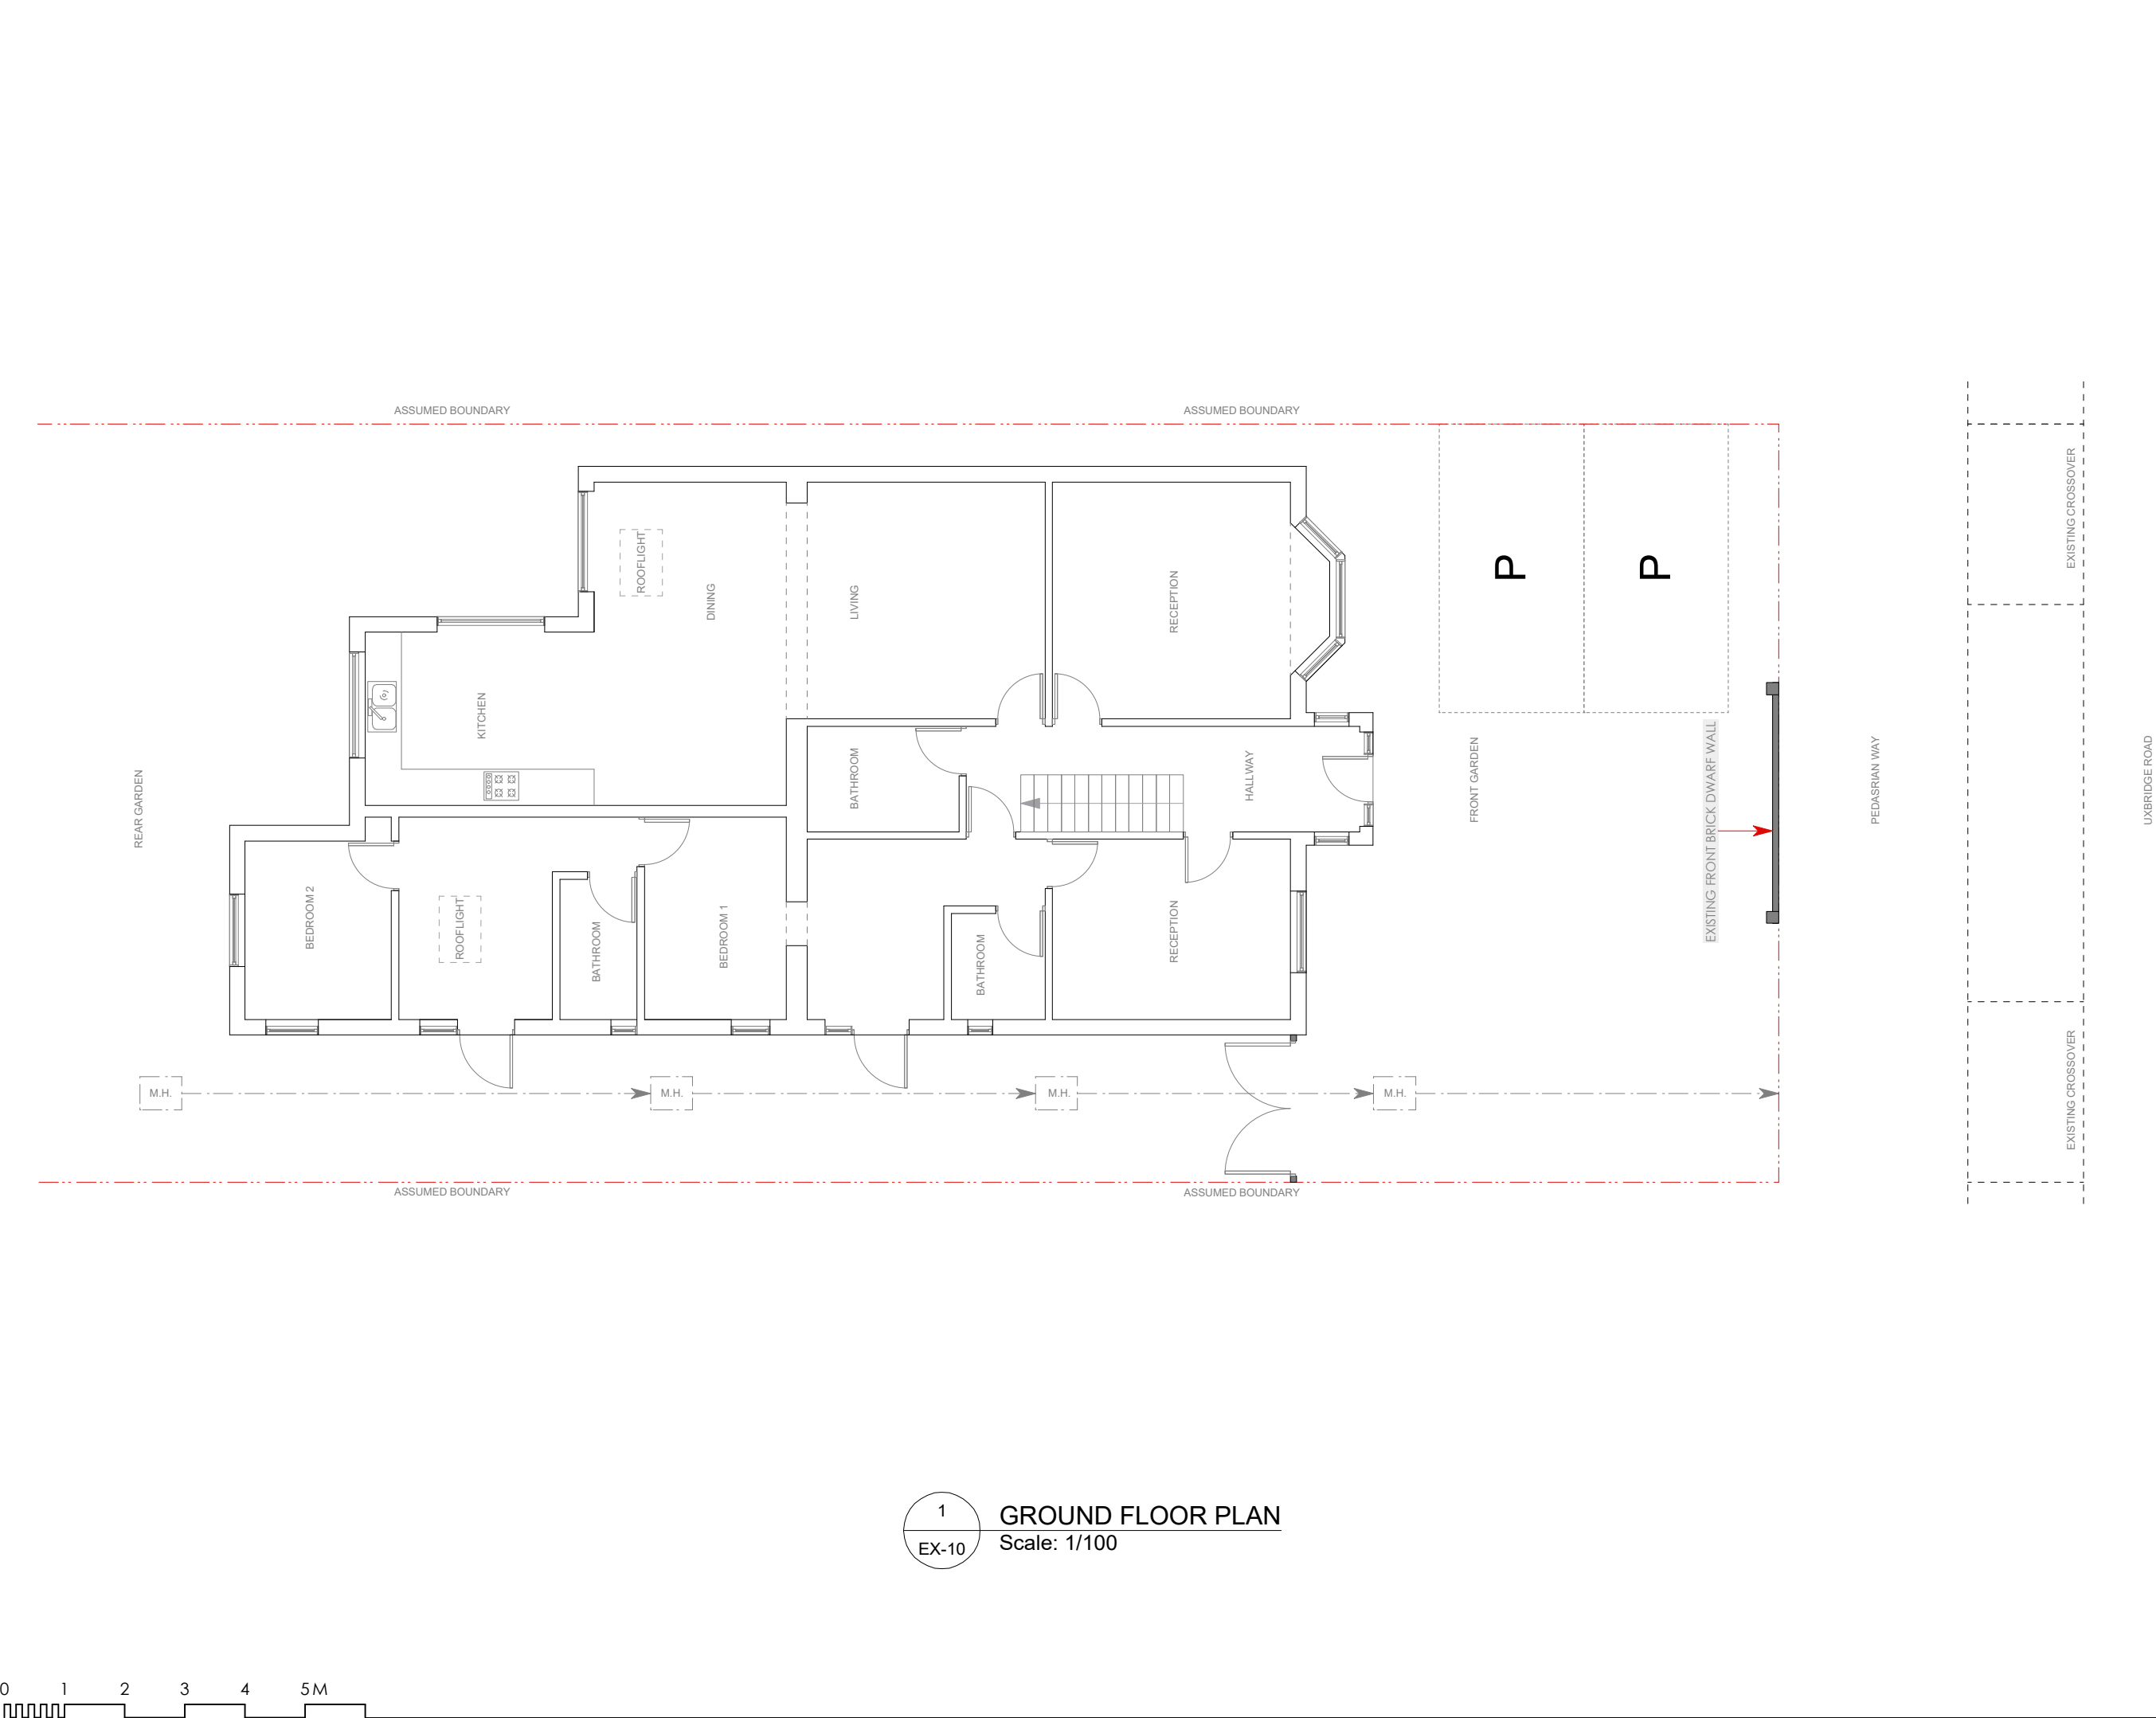 ASSUMED BOUNDARY
ASSUMED BOUNDARY
EXISTING CROSSOVER
ROOFLIGHT
DINING
LIVING
RECEPTION
P
P
KITCHEN
BATHROOM
HALLWAY
REAR GARDEN
FRONT GARDEN
EXISTING FRONT BRICK DWARF WALL
PEDASRIAN WAY
UXBRIDGE ROAD
BEDROOM 2
ROOFLIGHT
BATHROOM
BEDROOM 1
BATHROOM
RECEPTION
EXISTING CROSSOVER
M.H.
M.H.
M.H.
M.H.
ASSUMED BOUNDARY
ASSUMED BOUNDARY
1
EX-10
GROUND FLOOR PLAN
Scale: 1/100
0 1 2 3 4 5 M